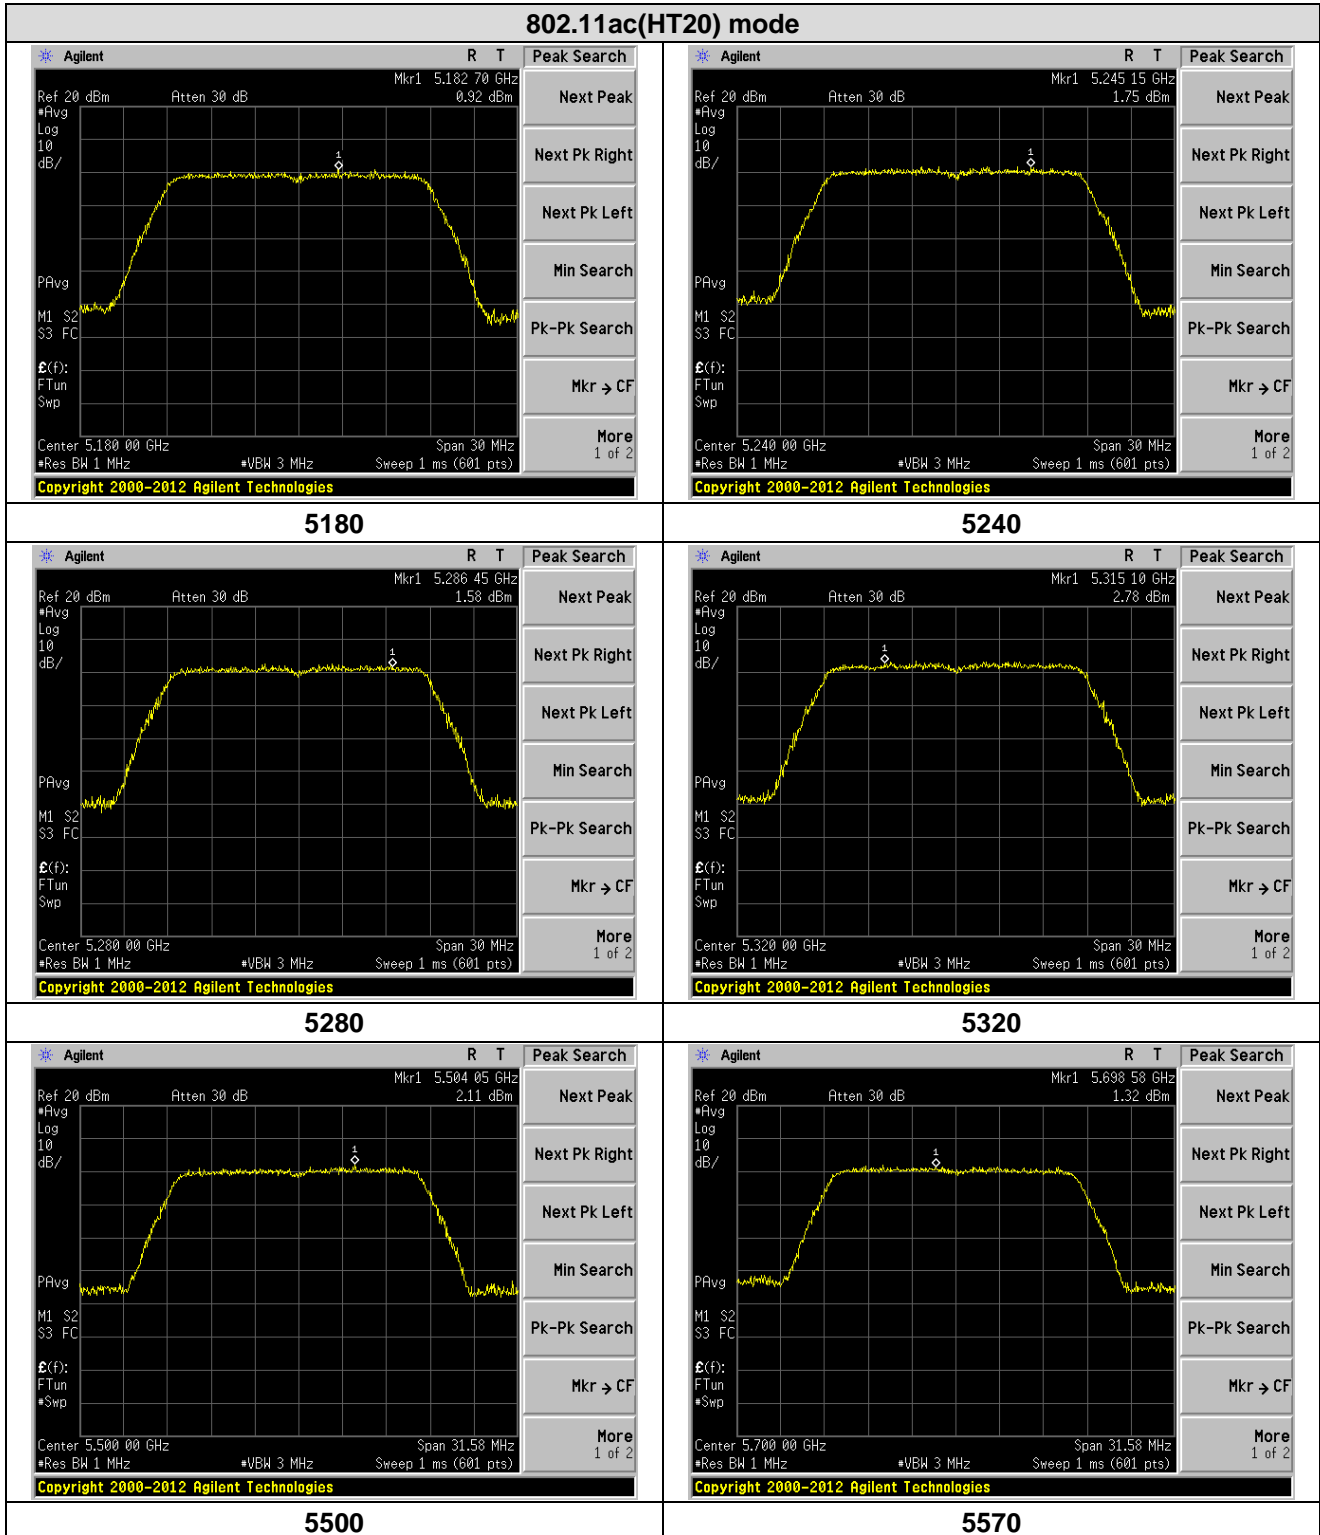 802.11ac(HT20) mode
Agilent R T Peak Search
Mkr1 5.182 70 GHz
Ref 20 dBm Atten 30 dB 0.92 dBm Next Peak
#Avg
Log
10
dB/ 1 Next Pk Right
Next Pk Left
Min Search
PAvg
M1 S2
S3 FC Pk-Pk Search
£(f):
FTun Mkr → CF
Swp
Center 5.180 00 GHz Span 30 MHz More
#Res BW 1 MHz #VBW 3 MHz Sweep 1 ms (601 pts) 1 of 2
Copyright 2000-2012 Agilent Technologies
5180
Agilent R T Peak Search
Mkr1 5.245 15 GHz
Ref 20 dBm Atten 30 dB 1.75 dBm Next Peak
#Avg
Log
10
dB/ 1 Next Pk Right
Next Pk Left
Min Search
PAvg
M1 S2
S3 FC Pk-Pk Search
£(f):
FTun Mkr → CF
Swp
Center 5.240 00 GHz Span 30 MHz More
#Res BW 1 MHz #VBW 3 MHz Sweep 1 ms (601 pts) 1 of 2
Copyright 2000-2012 Agilent Technologies
5240
Agilent R T Peak Search
Mkr1 5.286 45 GHz
Ref 20 dBm Atten 30 dB 1.58 dBm Next Peak
#Avg
Log
10
dB/ 1 Next Pk Right
Next Pk Left
Min Search
PAvg
M1 S2
S3 FC Pk-Pk Search
£(f):
FTun Mkr → CF
Swp
Center 5.280 00 GHz Span 30 MHz More
#Res BW 1 MHz #VBW 3 MHz Sweep 1 ms (601 pts) 1 of 2
Copyright 2000-2012 Agilent Technologies
5280
Agilent R T Peak Search
Mkr1 5.315 10 GHz
Ref 20 dBm Atten 30 dB 2.78 dBm Next Peak
#Avg
Log
10
dB/ 1 Next Pk Right
Next Pk Left
Min Search
PAvg
M1 S2
S3 FC Pk-Pk Search
£(f):
FTun Mkr → CF
Swp
Center 5.320 00 GHz Span 30 MHz More
#Res BW 1 MHz #VBW 3 MHz Sweep 1 ms (601 pts) 1 of 2
Copyright 2000-2012 Agilent Technologies
5320
Agilent R T Peak Search
Mkr1 5.504 05 GHz
Ref 20 dBm Atten 30 dB 2.11 dBm Next Peak
#Avg
Log
10
dB/ 1 Next Pk Right
Next Pk Left
Min Search
PAvg
M1 S2
S3 FC Pk-Pk Search
£(f):
FTun Mkr → CF
#Swp
Center 5.500 00 GHz Span 31.58 MHz More
#Res BW 1 MHz #VBW 3 MHz Sweep 1 ms (601 pts) 1 of 2
Copyright 2000-2012 Agilent Technologies
5500
Agilent R T Peak Search
Mkr1 5.698 58 GHz
Ref 20 dBm Atten 30 dB 1.32 dBm Next Peak
#Avg
Log
10
dB/ 1 Next Pk Right
Next Pk Left
Min Search
PAvg
M1 S2
S3 FC Pk-Pk Search
£(f):
FTun Mkr → CF
#Swp
Center 5.700 00 GHz Span 31.58 MHz More
#Res BW 1 MHz #VBW 3 MHz Sweep 1 ms (601 pts) 1 of 2
Copyright 2000-2012 Agilent Technologies
5570